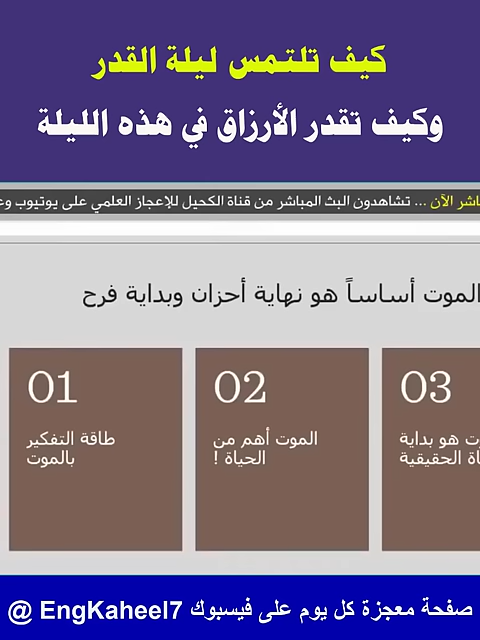 كيف تلتمس ليلة القدر
وكيف تقدر الأرزاق في هذه الليلة
الآن ... تشاهدون البث المباشر من قناة الكحيل للإعجاز العلمي على يوتيوب
الموت أساساً هو نهاية أحزان وبداية فرح
01
طاقة التفكير
بالموت
02
الموت أهم من
الحياة !
03
هو بداية
الحقيقية
صفحة معجزة كل يوم على فيسبوك EngKaheel7 @